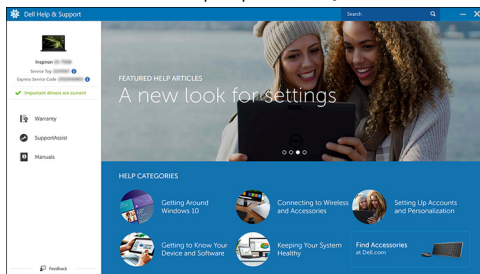 Dell Help & Support
Search
Inspiron
Service Tag
Express Service Code
Important drivers are current
Warranty
SupportAssist
Manuals
Feedback
FEATURED HELP ARTICLES
A new look for settings
HELP CATEGORIES
Getting Around
Windows 10
Connecting to Wireless
and Accessories
Setting Up Accounts
and Personalization
Getting to Know Your
Device and Software
Keeping Your System
Healthy
Find Accessories
at Dell.com